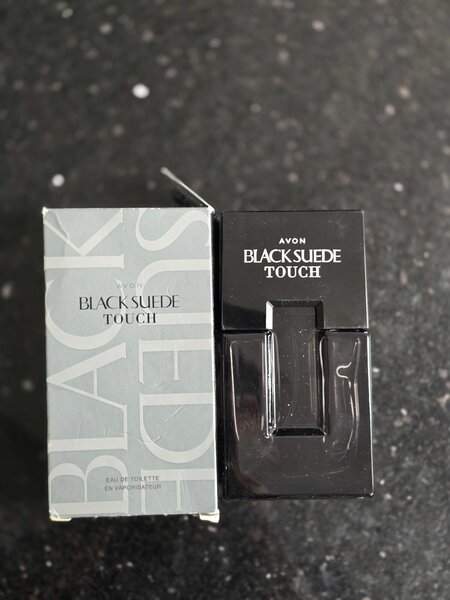 BLACK
SUEDE
AVON
BLACK SUEDE
TOUCH
EAU DE TOILETTE
EN VAPORISATEUR
AVON
BLACK SUEDE
TOUCH